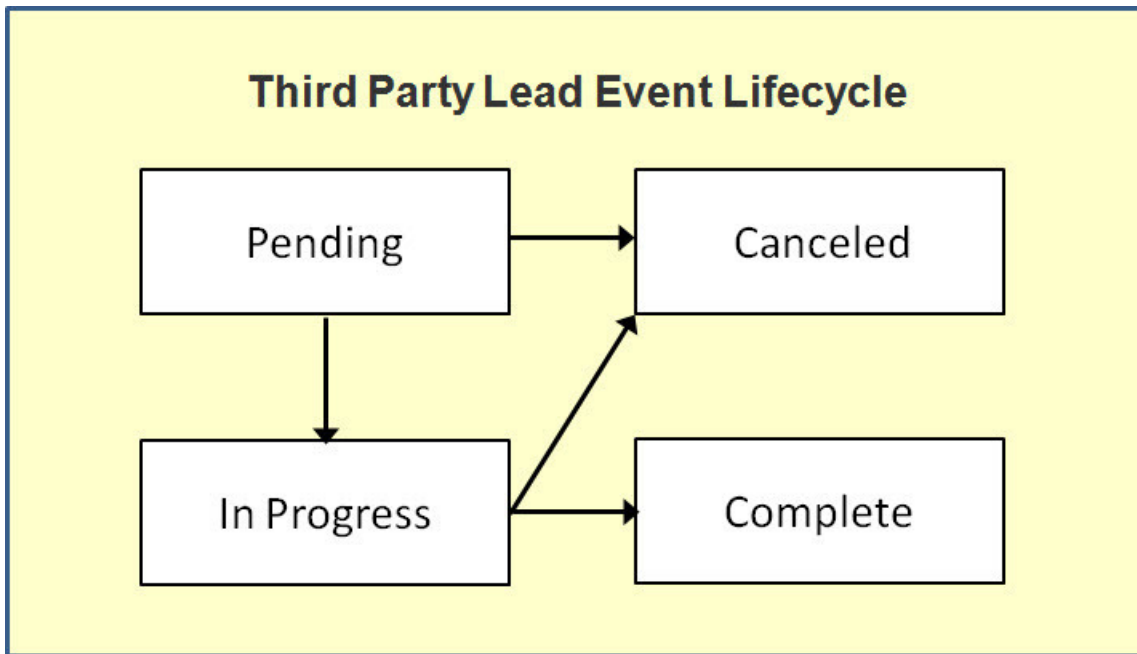 Third Party Lead Event Lifecycle
Pending
Canceled
In Progress
Complete